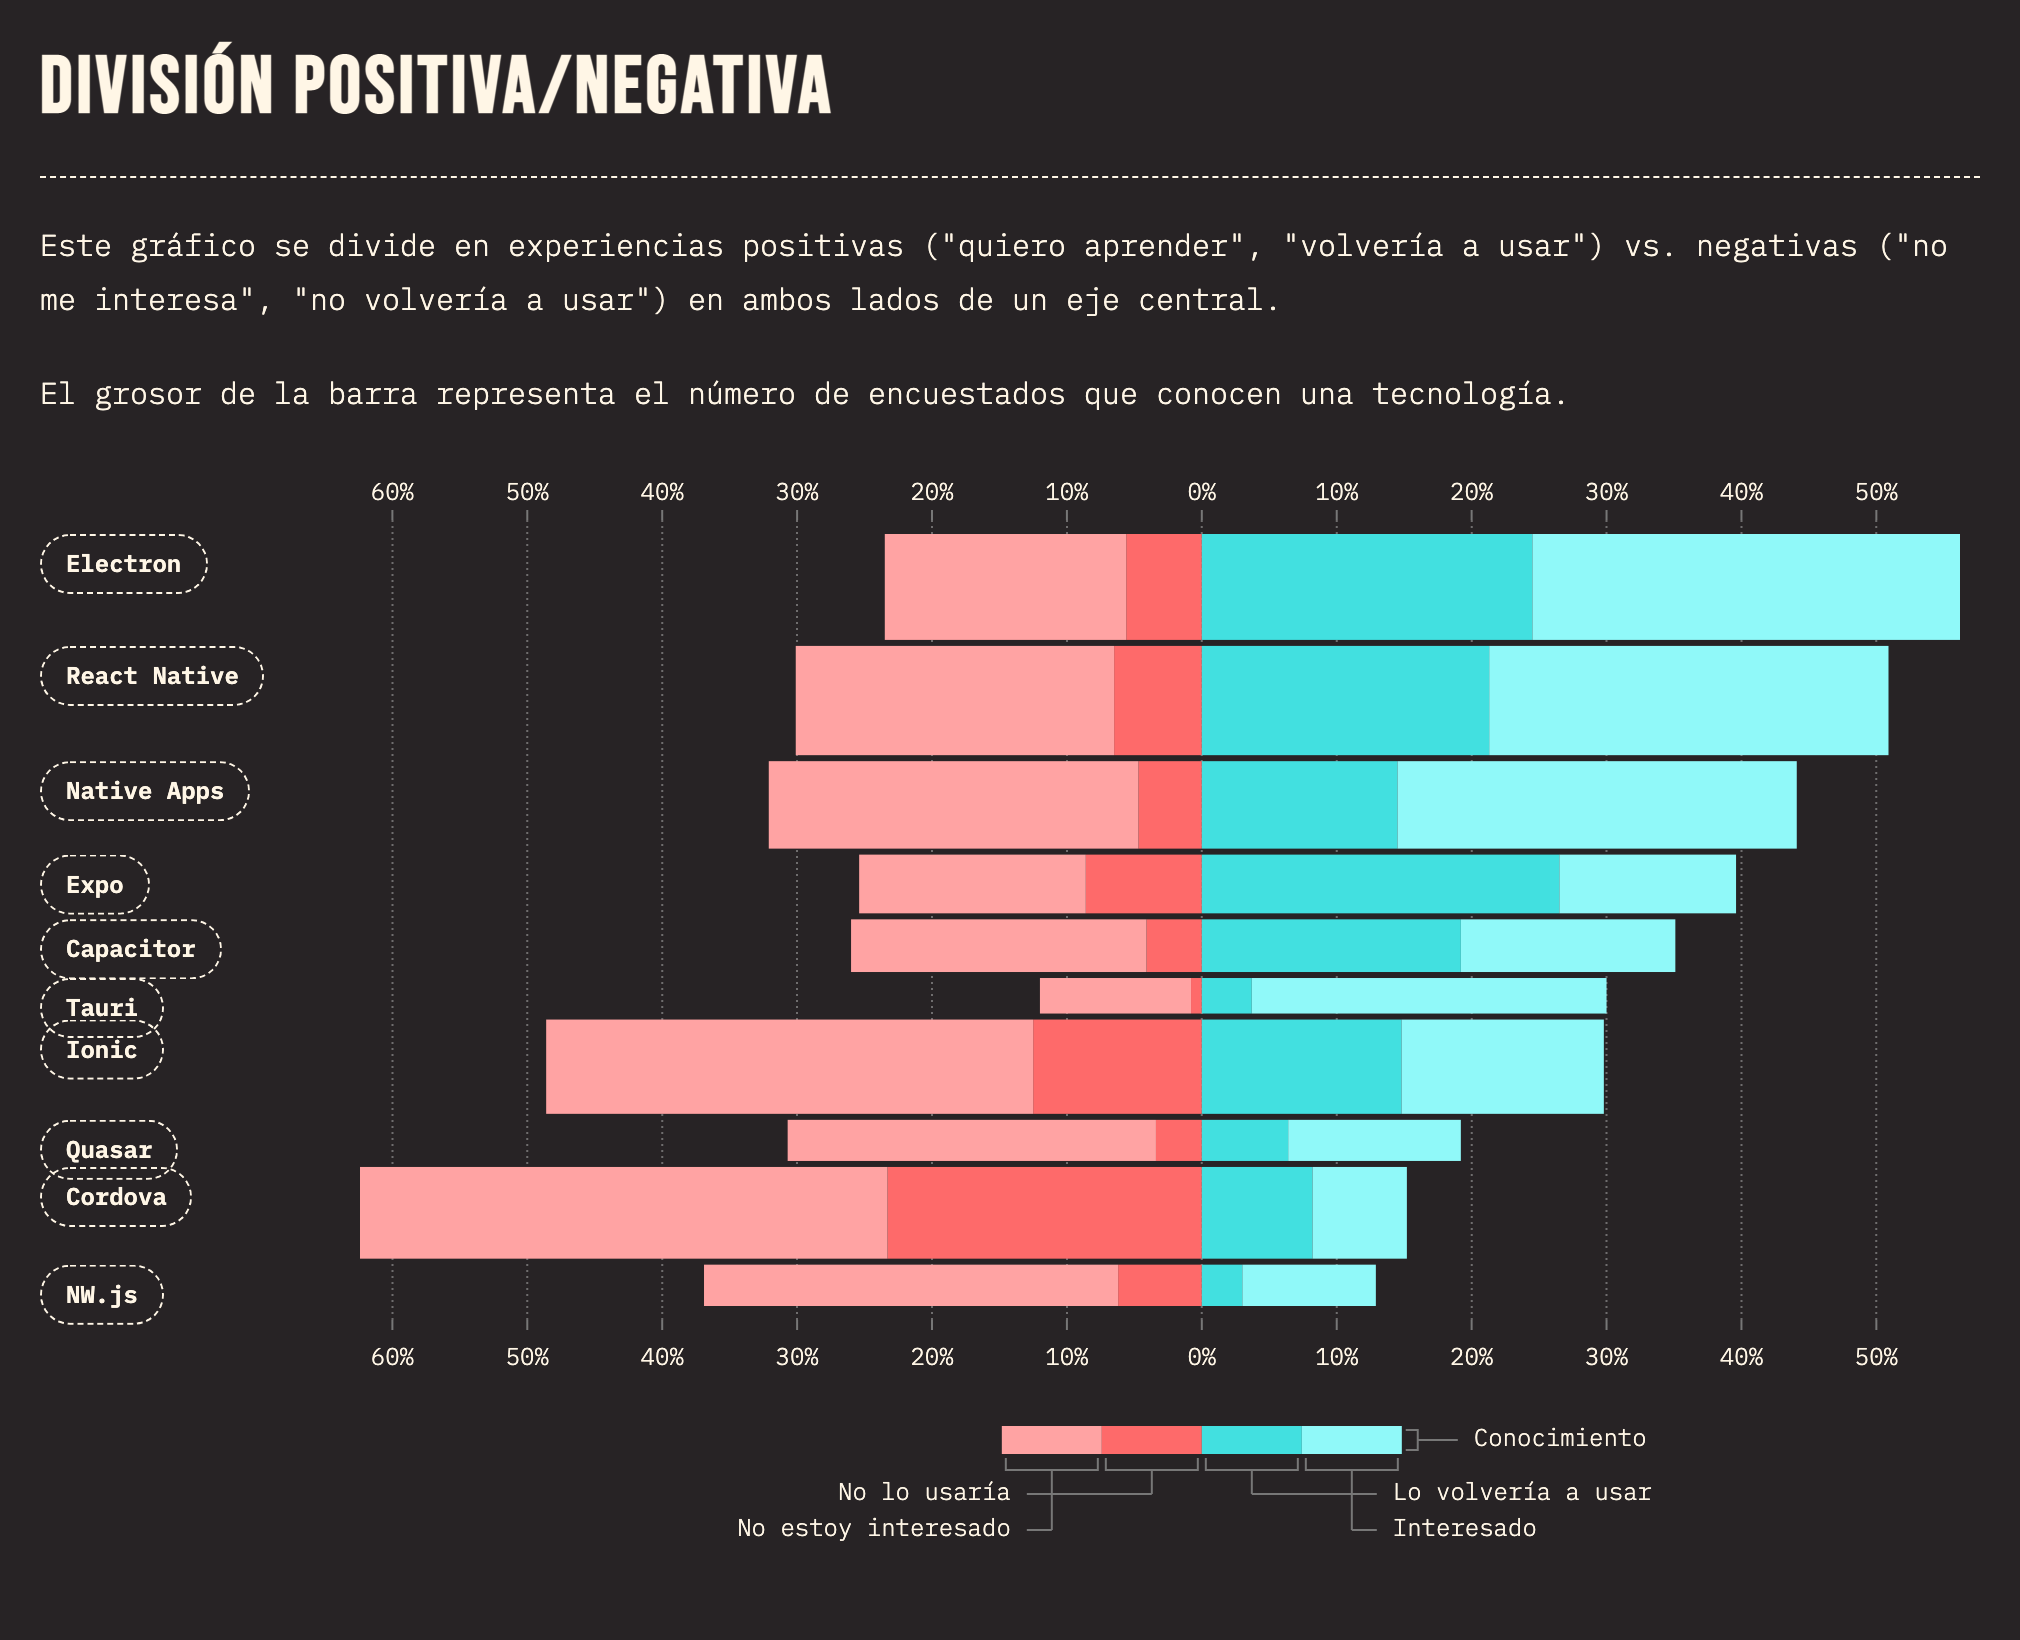 DIVISIÓN POSITIVA/NEGATIVA
Este gráfico se divide en experiencias positivas ("quiero aprender", "volvería a usar") vs. negativas ("no
me interesa", "no volvería a usar") en ambos lados de un eje central.
El grosor de la barra representa el número de encuestados que conocen una tecnología.
60% 50% 40% 30% 20% 10% 0% 10% 20% 30% 40% 50%
Electron
React Native
Native Apps
Expo
Capacitor
Tauri
Ionic
Quasar
Cordova
NW.js
60% 50% 40% 30% 20% 10% 0% 10% 20% 30% 40% 50%
Conocimiento
No lo usaría Lo volvería a usar
No estoy interesado Interesado